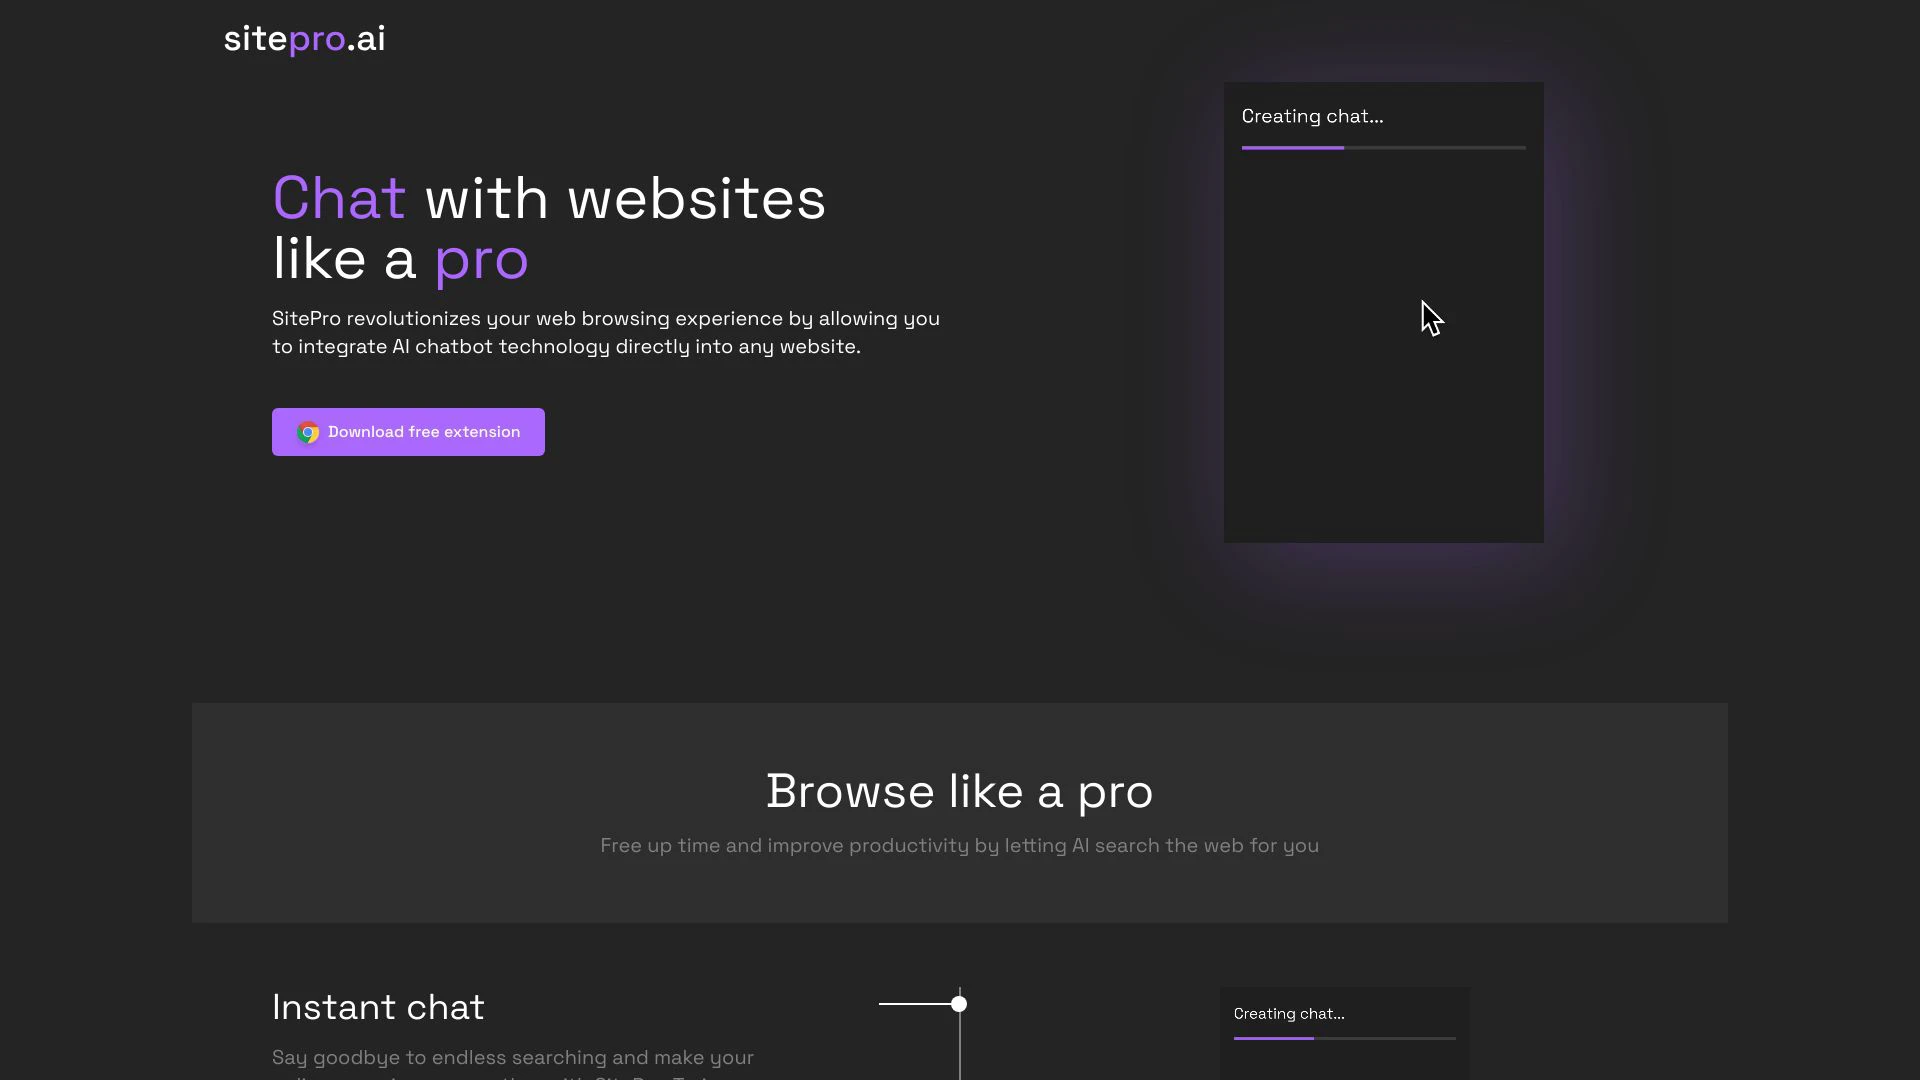 sitepro.ai
Creating chat...
Chat with websites
like a pro
SitePro revolutionizes your web browsing experience by allowing you
to integrate AI chatbot technology directly into any website.
Download free extension
Browse like a pro
Free up time and improve productivity by letting AI search the web for you
Instant chat
Creating chat...
Say goodbye to endless searching and make your